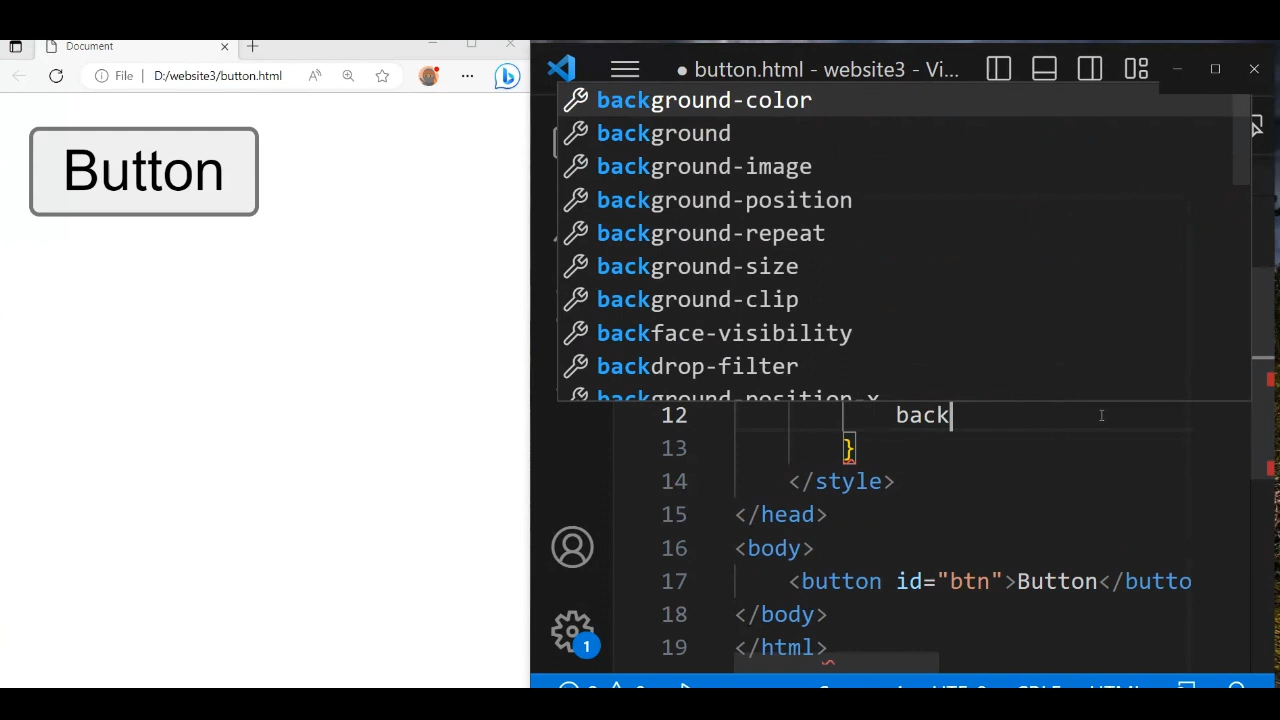 Document
File D:/website3/button.html
Button
● button.html - website3 - Vi...
background-color
background
background-image
background-position
background-repeat
background-size
background-clip
backface-visibility
backdrop-filter
background-position-x
12 back
13 }
14 </style>
15 </head>
16 <body>
17 <button id="btn">Button</butto
18 </body>
19 </html>
1